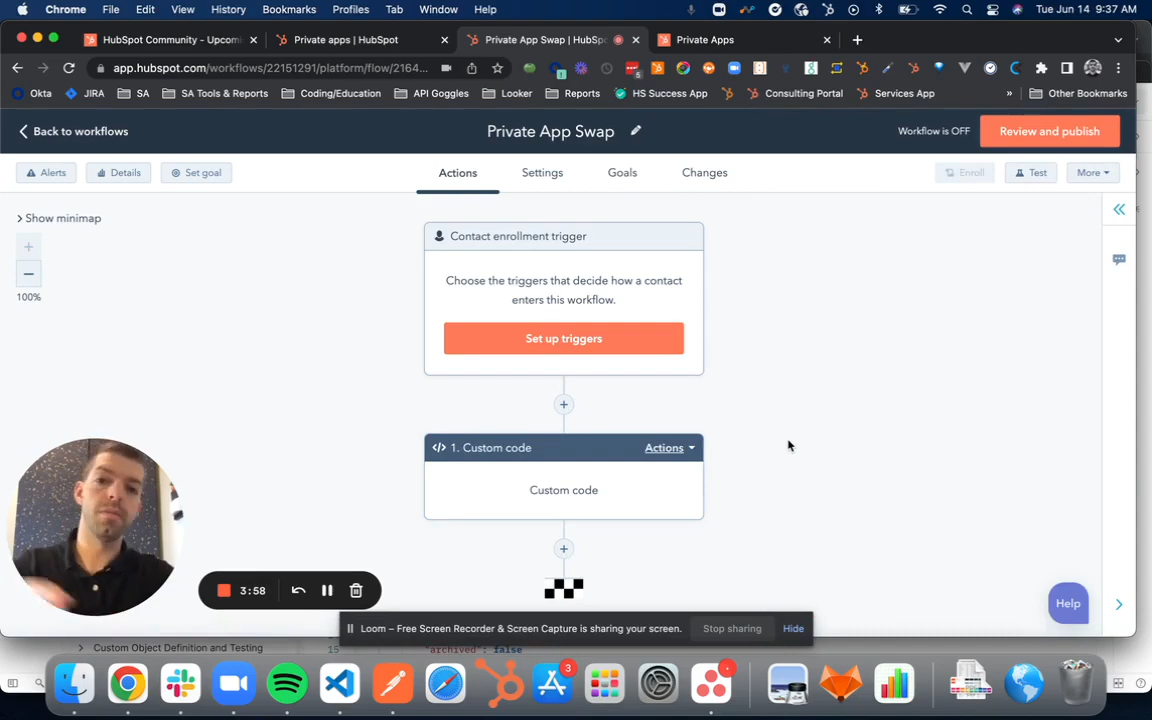 Chrome File Edit View History Bookmarks Profiles Tab Window Help Tue Jun 14 9:37 AM
HubSpot Community - Upcomi Private apps | HubSpot Private App Swap | HubSpo Private Apps
app.hubspot.com/workflows/22151291/platform/flow/2164...
Okta JIRA SA SA Tools & Reports Coding/Education API Goggles Looker Reports HS Success App Consulting Portal Services App » Other Bookmarks
Back to workflows Private App Swap Workflow is OFF Review and publish
Alerts Details Set goal Actions Settings Goals Changes Enroll Test More
Show minimap
Contact enrollment trigger
+
Choose the triggers that decide how a contact
−
enters this workflow.
100%
Set up triggers
+
</> 1. Custom code Actions
Custom code
+
3:58
Help
Loom – Free Screen Recorder & Screen Capture is sharing your screen. Stop sharing Hide
Custom Object Definition and Testing 15 "archived": false
3